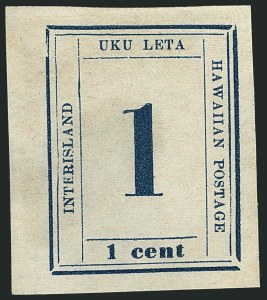 UKU LETA
INTERISLAND
1
HAWAIIAN POSTAGE
1 cent